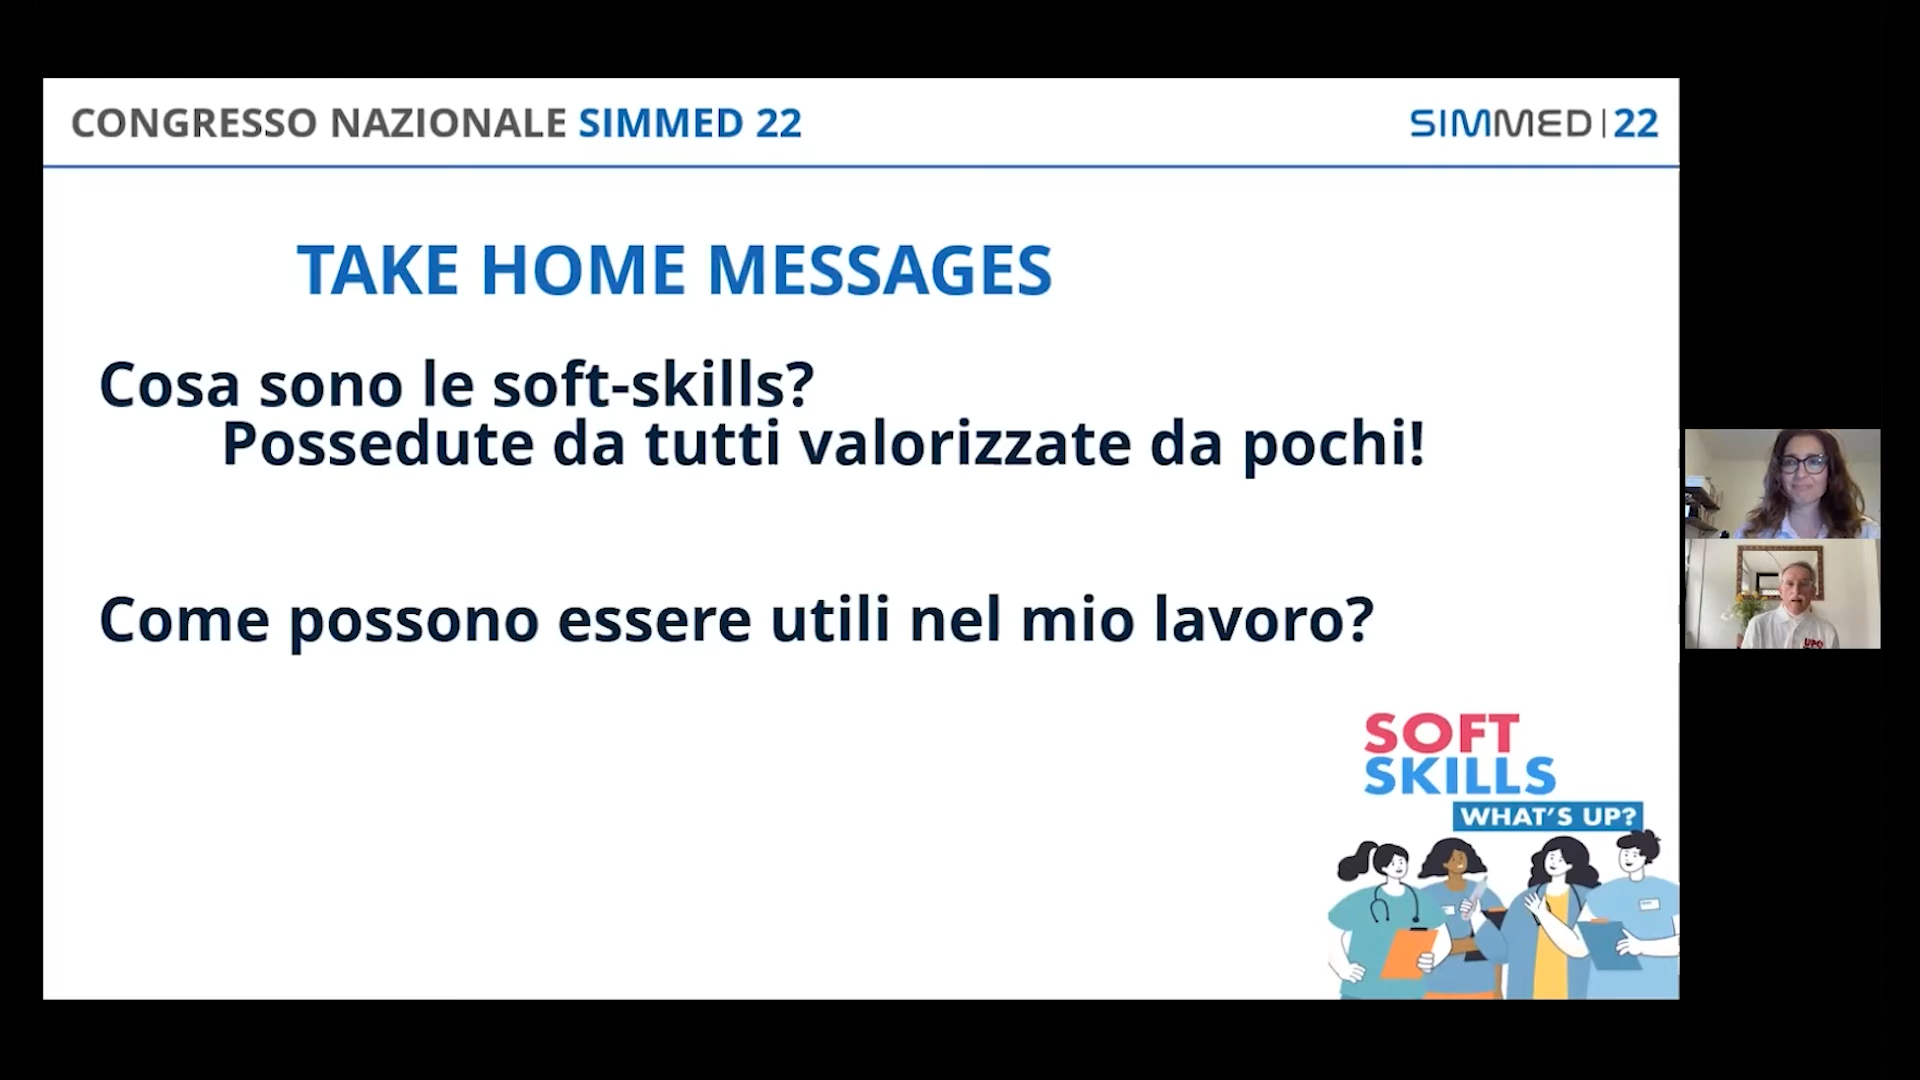 CONGRESSO NAZIONALE SIMMED 22
SIMMED|22
TAKE HOME MESSAGES
Cosa sono le soft-skills?
Possedute da tutti valorizzate da pochi!
Come possono essere utili nel mio lavoro?
SOFT
SKILLS
WHAT'S UP?
UPO